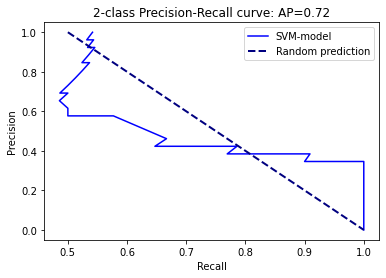 2-class Precision-Recall curve: AP=0.72
SVM-model
Random prediction
Precision
1.0
0.8
0.6
0.4
0.2
0.0
0.5
0.6
0.7
0.8
0.9
1.0
Recall